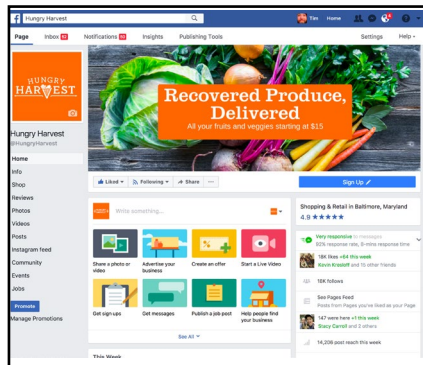 Hungry Harvest
Tim Home
Page Inbox Notifications Insights Publishing Tools Settings Help
HUNGRY
HARVEST
Recovered Produce,
Delivered
All your fruits and veggies starting at $15
Hungry Harvest
@HungryHarvest
Home
Info
Shop
Reviews
Photos
Videos
Posts
Instagram feed
Community
Events
Jobs
Promote
Manage Promotions
Liked Following Share ...
Sign Up
Write something...
Share a photo or
video
Advertise your
business
Create an offer
Start a Live Video
Get sign ups
Get messages
Publish a job post
Help people find
your business
See All
This Week
Shopping & Retail in Baltimore, Maryland
4.9 ★★★★★
Very responsive to messages
92% response rate, 8-mins response time
18K likes +64 this week
Kevin Kresloff and 15 other friends
16K follows
See Pages Feed
Posts from Pages you've liked as your Page
147 were here +1 this week
Stacy Carroll and 2 others
14,206 post reach this week